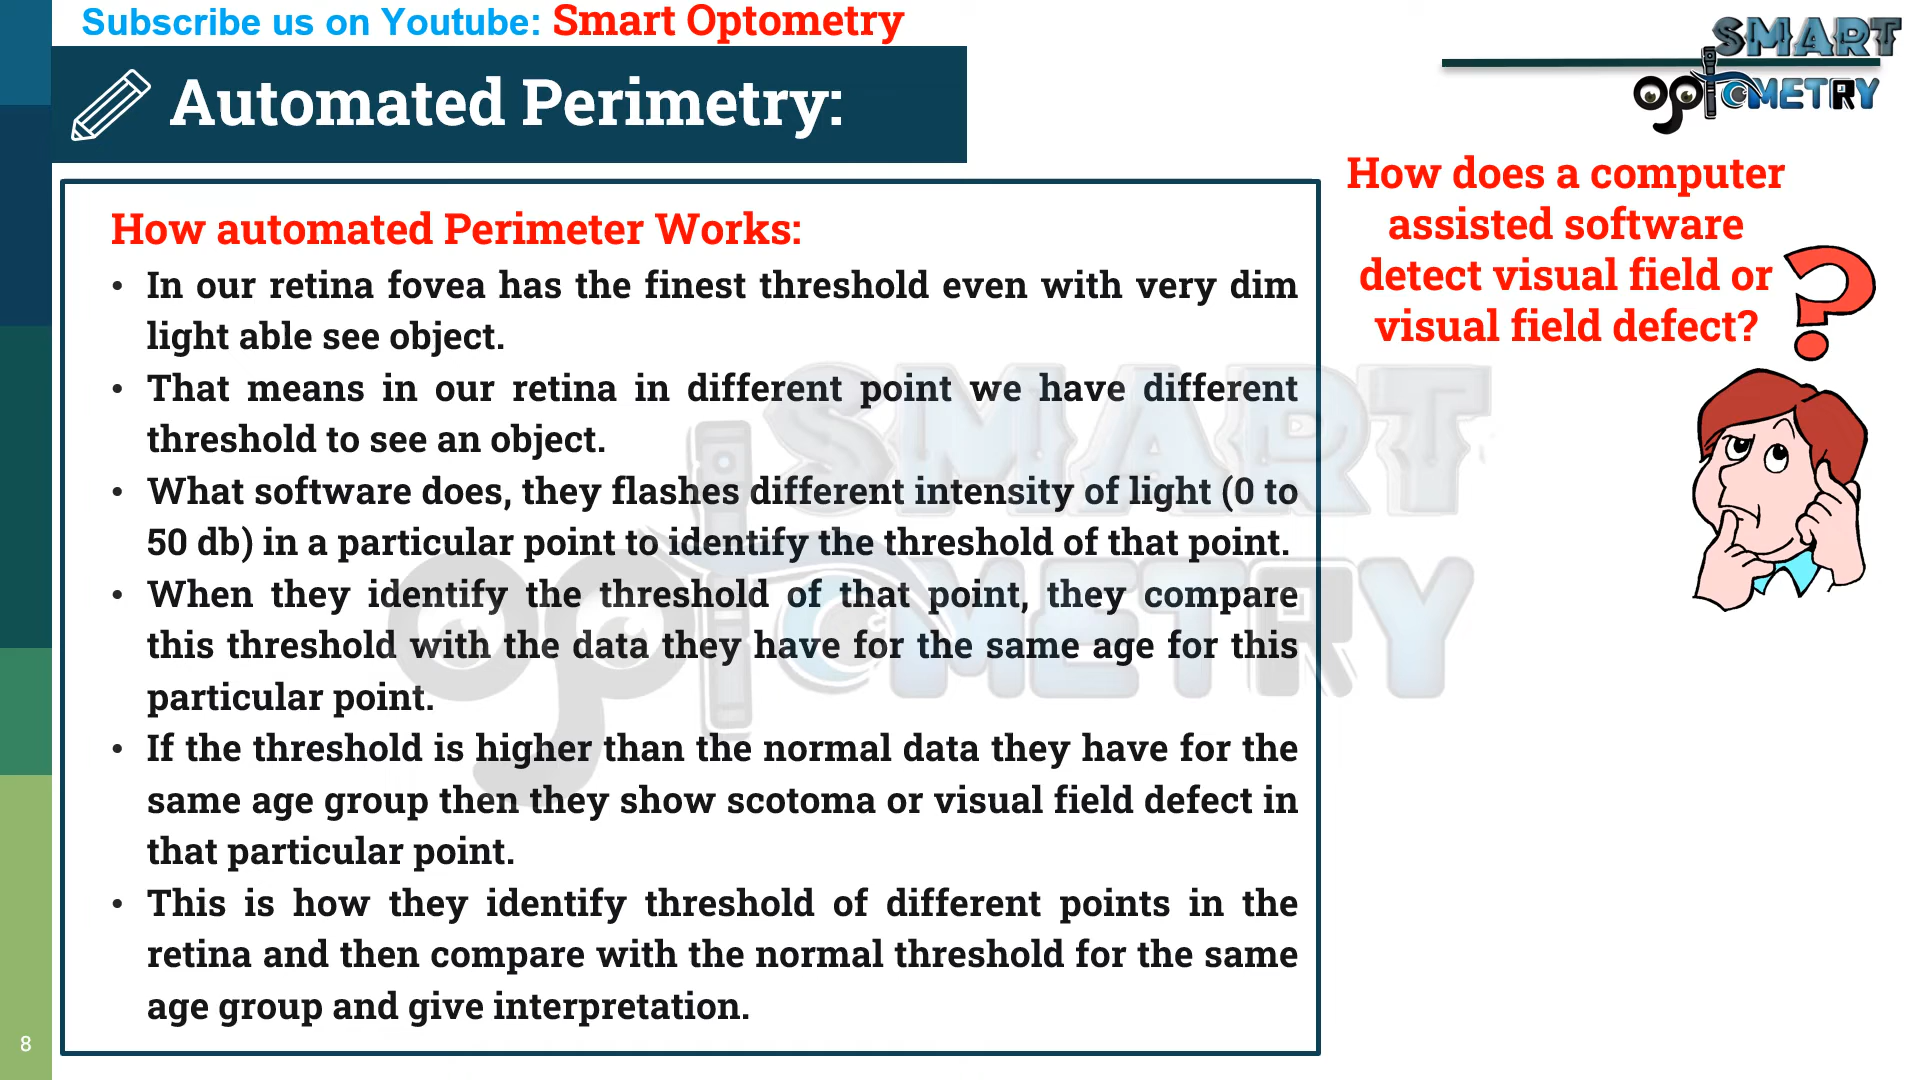 Subscribe us on Youtube: Smart Optometry
SMART
OPTOMETRY
Automated Perimetry:
How does a computer
assisted software
detect visual field or
visual field defect?
?
How automated Perimeter Works:
• In our retina fovea has the finest threshold even with very dim
light able see object.
• That means in our retina in different point we have different
threshold to see an object.
• What software does, they flashes different intensity of light (0 to
50 db) in a particular point to identify the threshold of that point.
• When they identify the threshold of that point, they compare
this threshold with the data they have for the same age for this
particular point.
• If the threshold is higher than the normal data they have for the
same age group then they show scotoma or visual field defect in
that particular point.
• This is how they identify threshold of different points in the
retina and then compare with the normal threshold for the same
age group and give interpretation.
SMART
OPTOMETRY
8